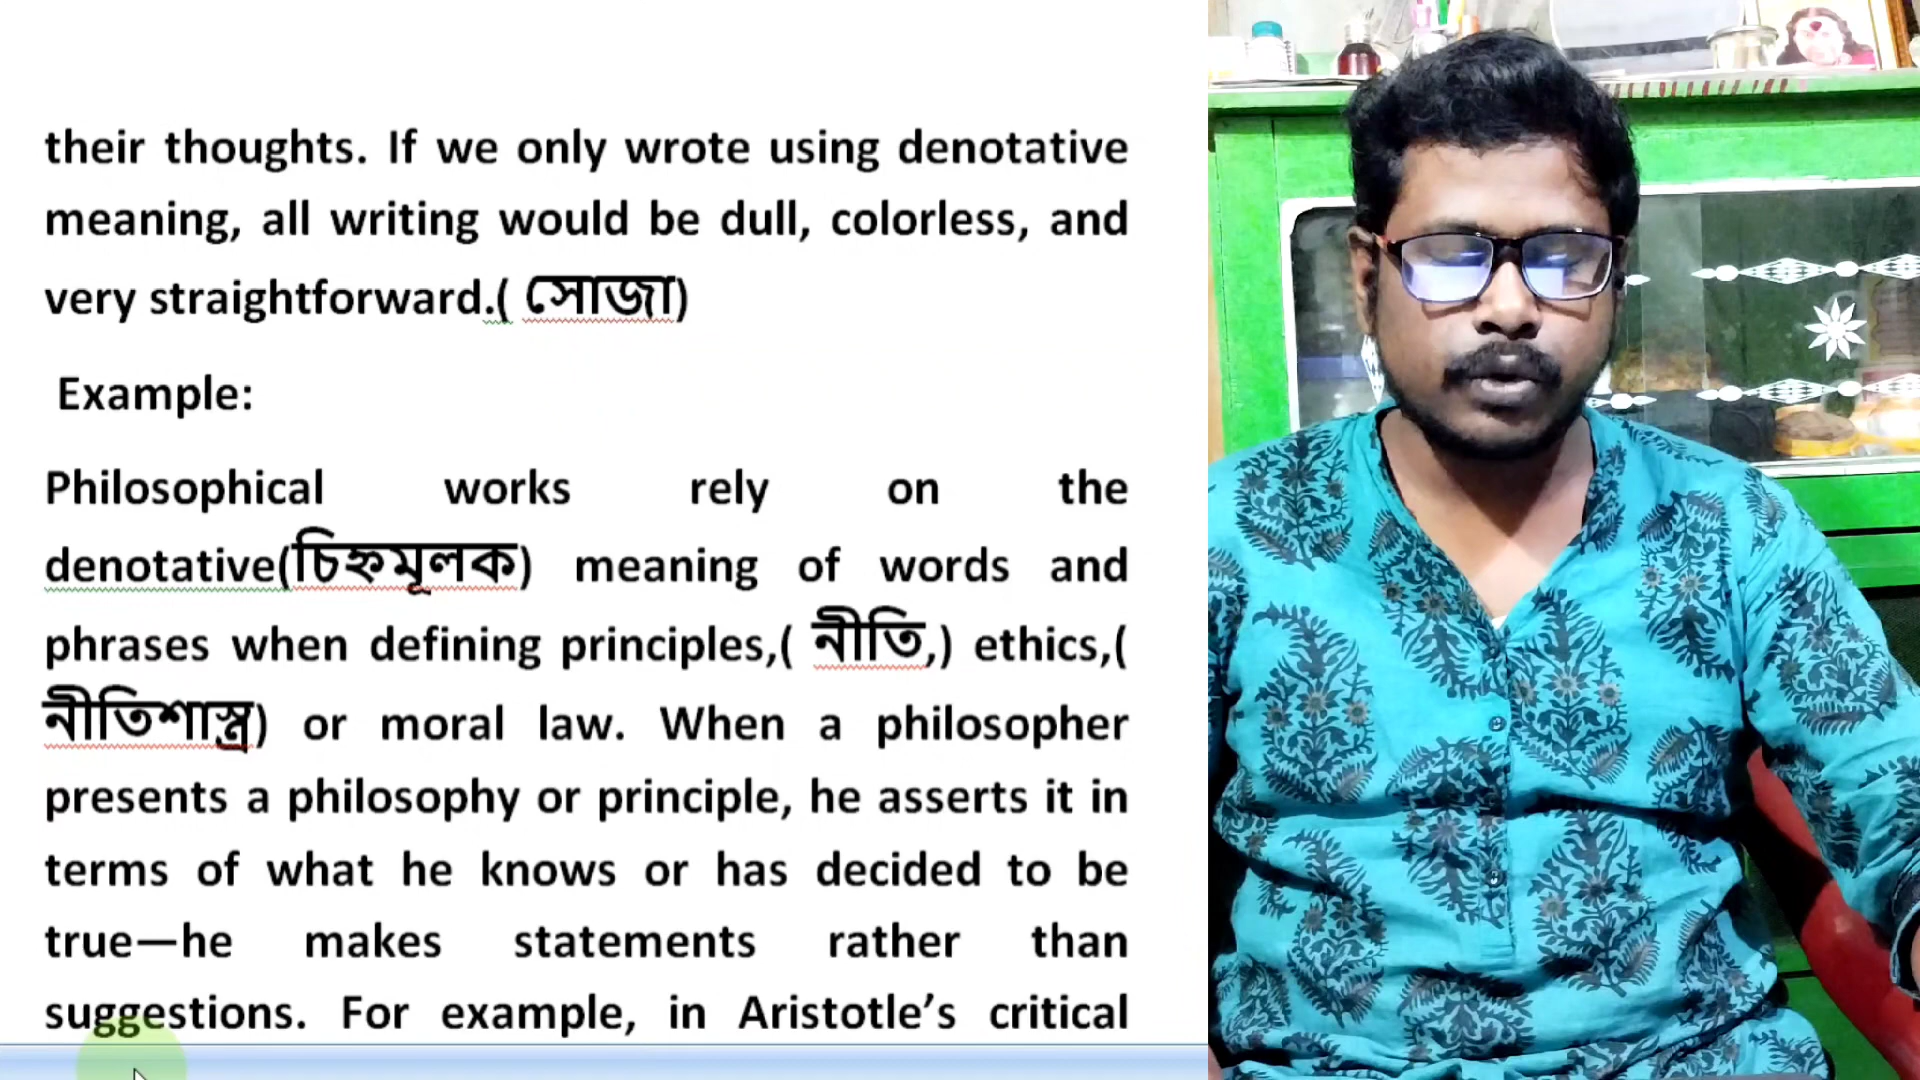 their thoughts. If we only wrote using denotative
meaning, all writing would be dull, colorless, and
very straightforward.( সোজা)
Example:
Philosophical works rely on the
denotative(চিহ্নমূলক) meaning of words and
phrases when defining principles,( নীতি,) ethics,(
নীতিশাস্ত্র) or moral law. When a philosopher
presents a philosophy or principle, he asserts it in
terms of what he knows or has decided to be
true—he makes statements rather than
suggestions. For example, in Aristotle’s critical